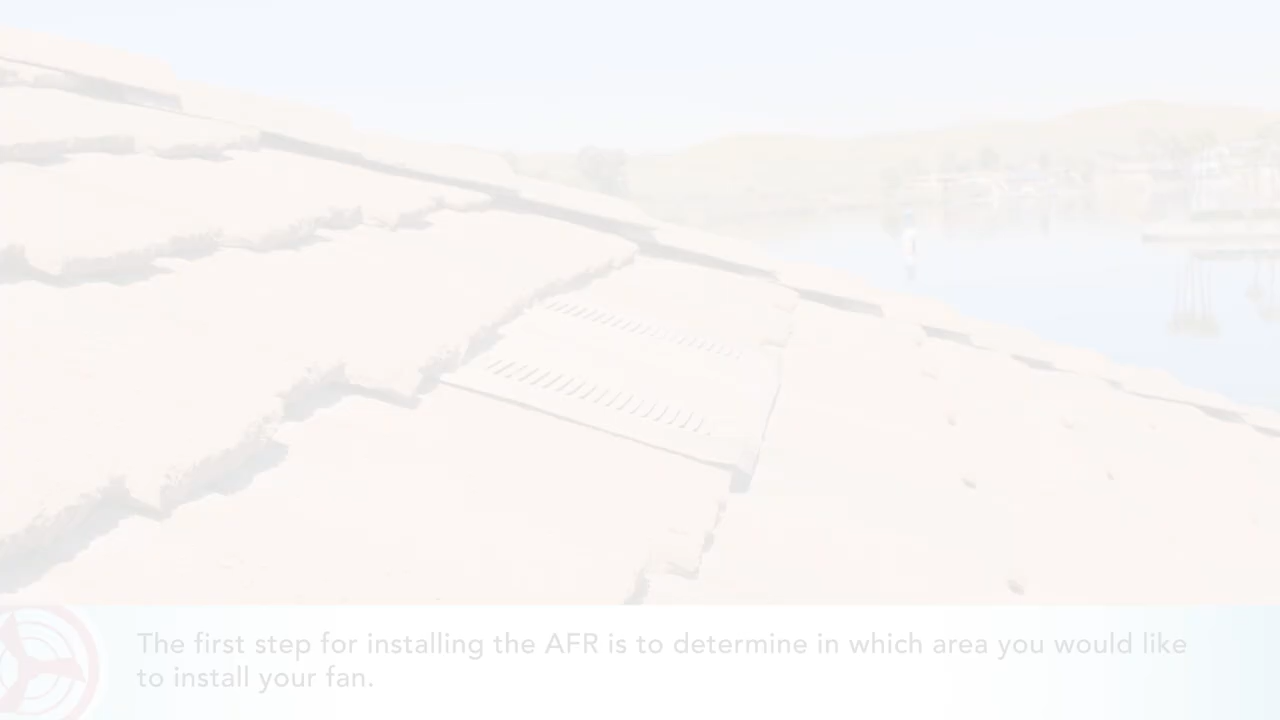 The first step for installing the AFR is to determine in which area you would like
to install your fan.